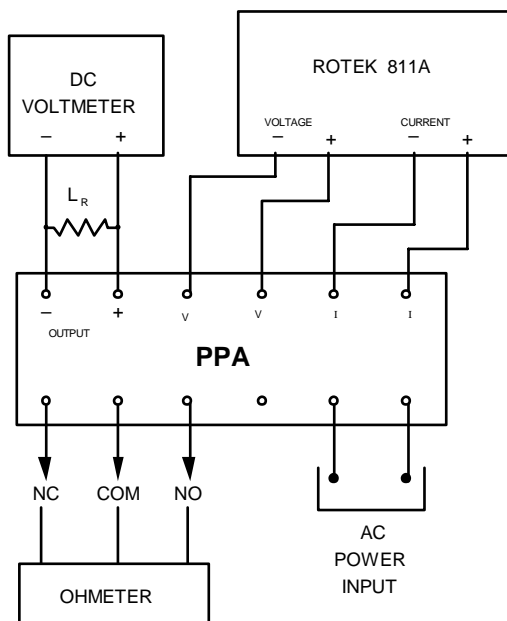 DC
VOLTMETER
− +
ROTEK 811A
VOLTAGE CURRENT
− + − +
L R
− + V V I I
OUTPUT
PPA
NC COM NO
OHMETER
AC
POWER
INPUT